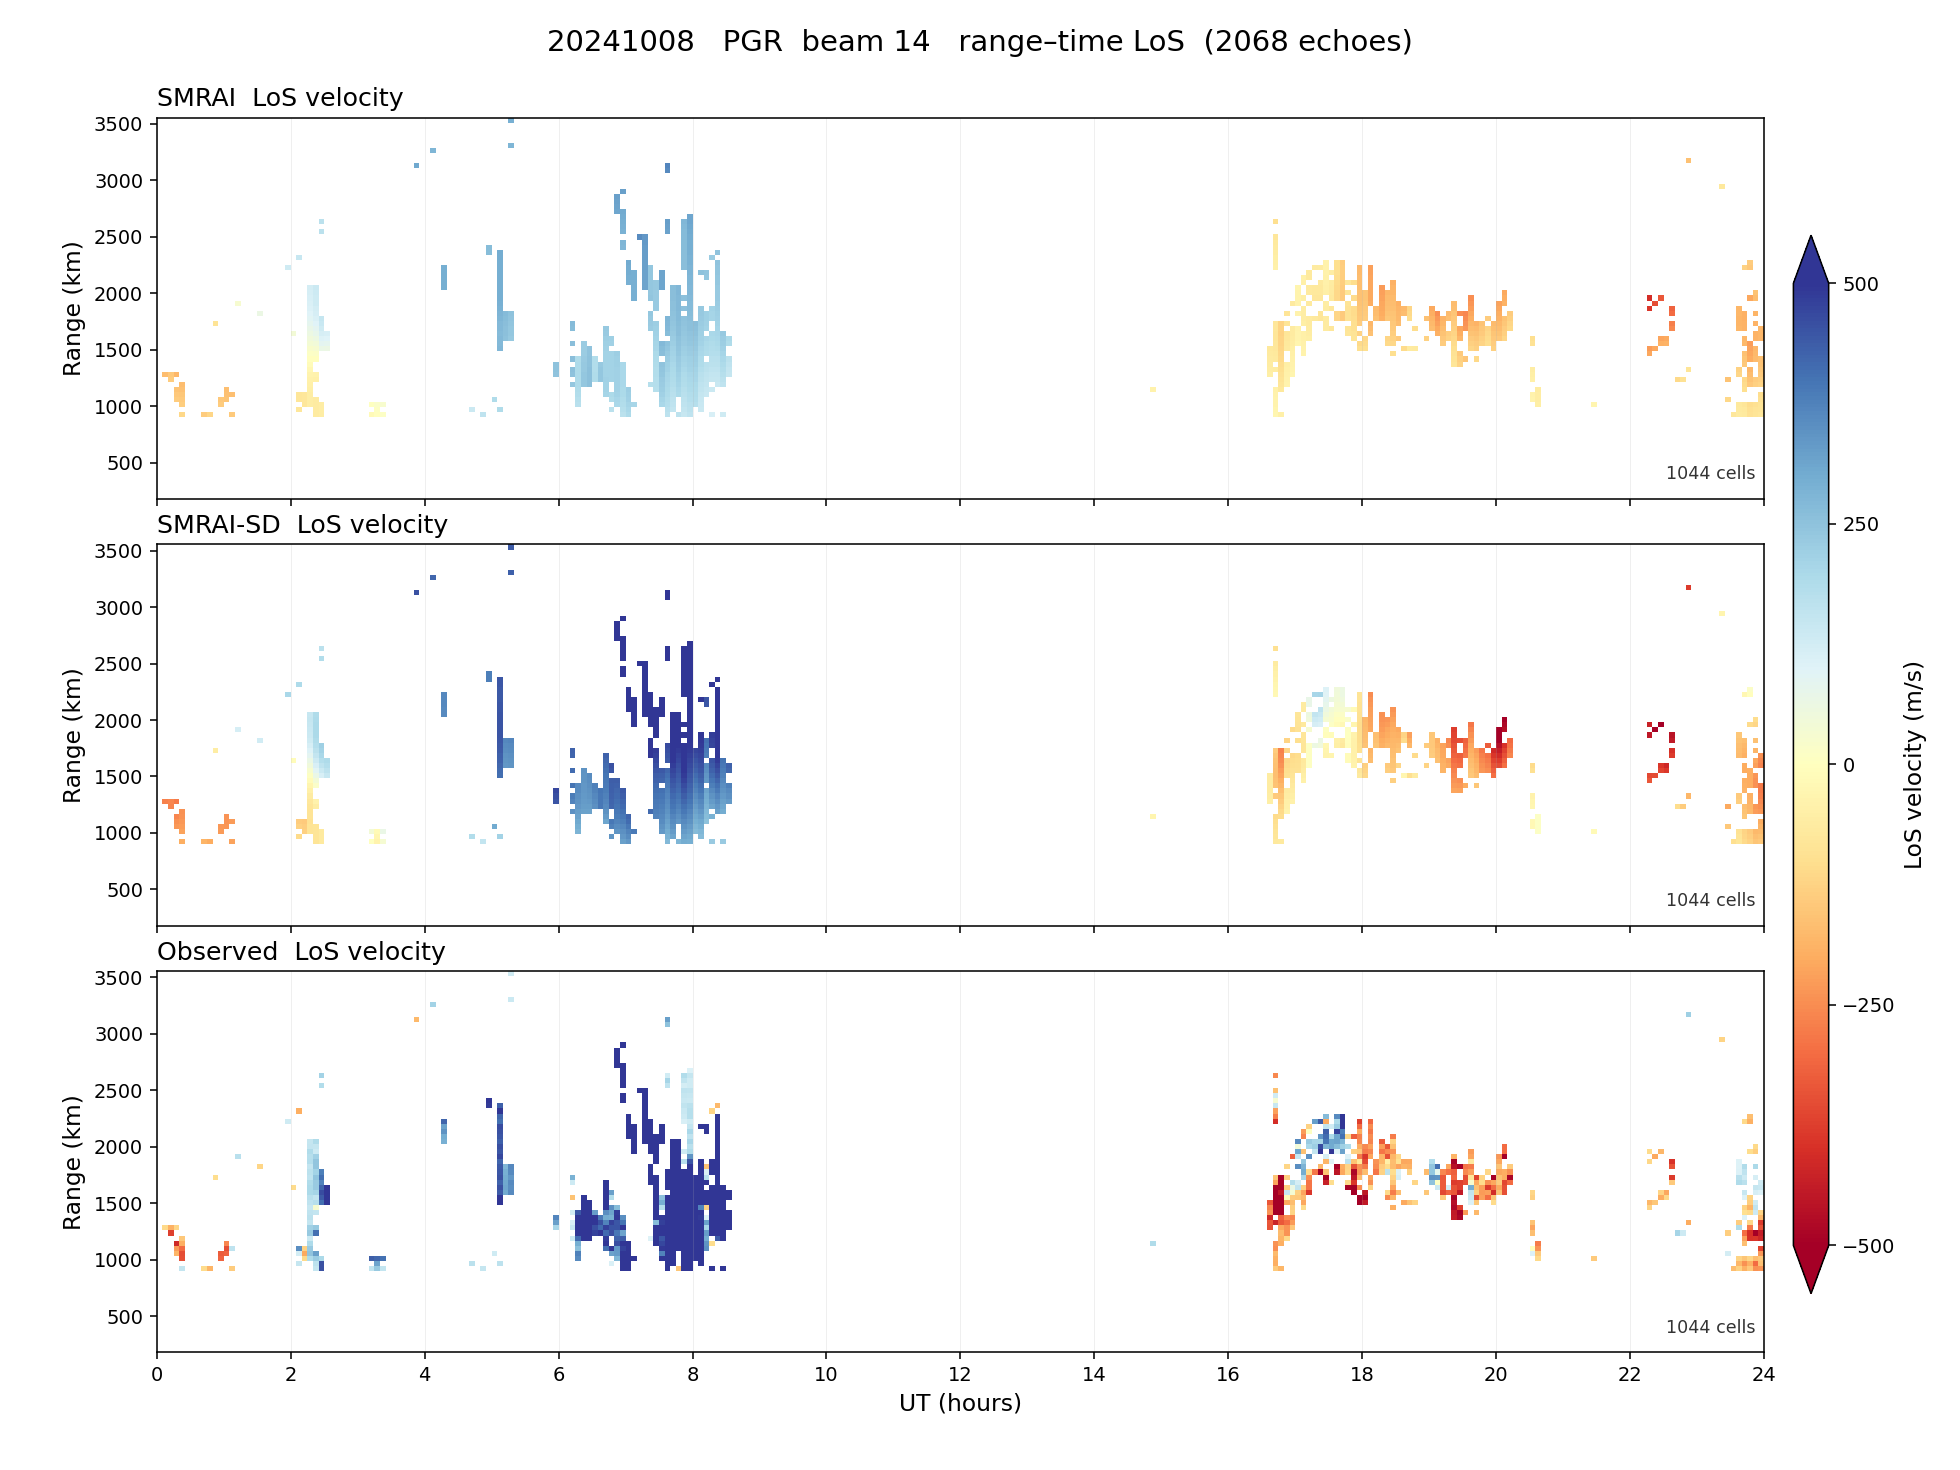 20241008   PGR  beam 14   range–time LoS  (2068 echoes)
SMRAI  LoS velocity
3500
3000
2500
2000
1500
1000
500
Range (km)
1044 cells
SMRAI-SD  LoS velocity
3500
3000
2500
2000
1500
1000
500
Range (km)
1044 cells
Observed  LoS velocity
3500
3000
2500
2000
1500
1000
500
Range (km)
1044 cells
0 2 4 6 8 10 12 14 16 18 20 22 24
UT (hours)
500
250
0
−250
−500
LoS velocity (m/s)